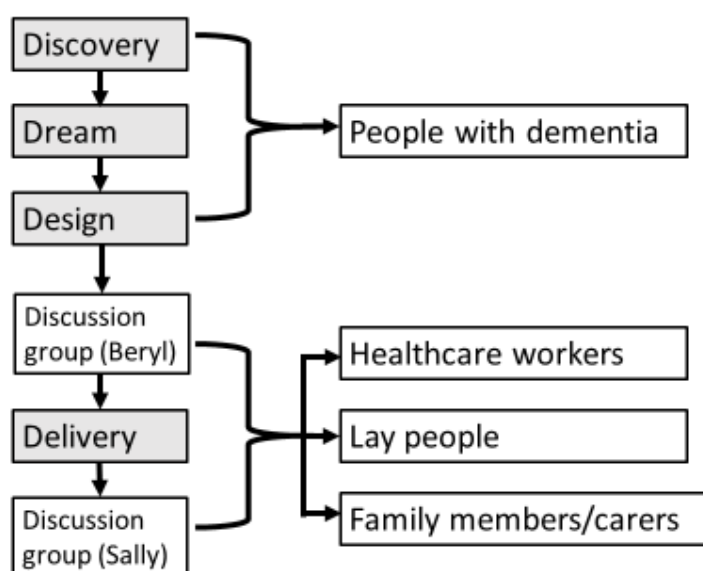 Discovery
Dream
People with dementia
Design
Discussion
group (Beryl)
Healthcare workers
Delivery
Lay people
Discussion
group (Sally)
Family members/carers